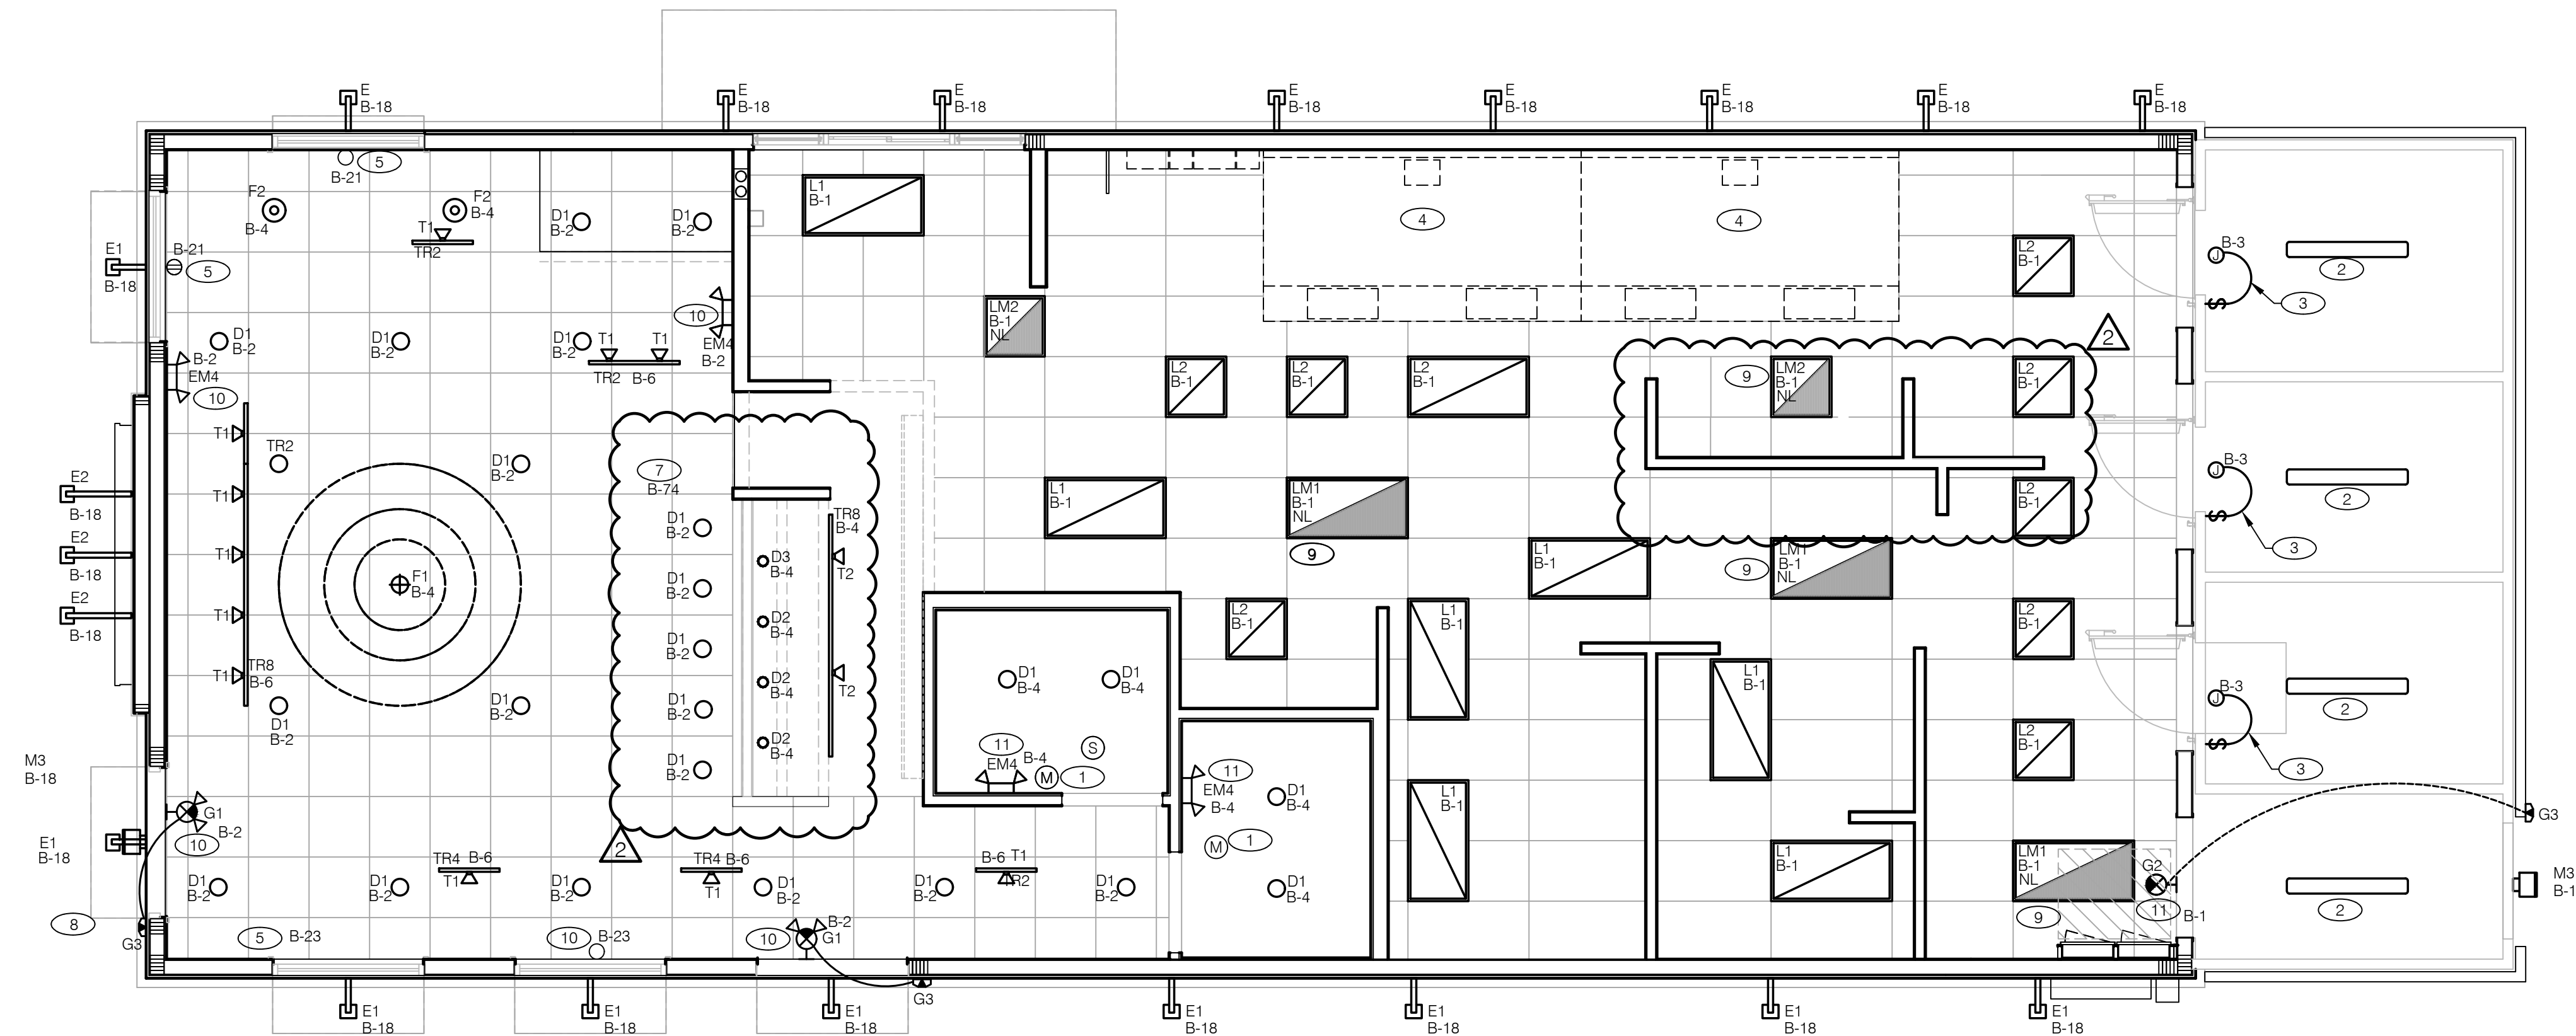 E
B-18
E
B-18
E
B-18
E
B-18
E
B-18
E
B-18
E
B-18
E
B-18
5
B-21
F2
B-4
F2
B-4
T1
TR2
D1
B-2
D1
B-2
L1
B-1
4
4
L2
B-1
J B-3
2
3
E1
B-18
B-21
5
10
EM4
B-2
LM2
B-1
NL
D1
B-2
D1
B-2
D1
B-2
T1
T1
TR2 B-6
B-2
EM4
10
L2
B-1
L2
B-1
L2
B-1
9
LM2
B-1
NL
L2
B-1
2
T1
TR2
D1
B-2
7
B-74
E2
B-18
T1
E2
B-18
T1
E2
B-18
T1
T1
TR8
B-6
F1
B-4
D1
B-2
D1
B-2
D1
B-2
D1
B-2
D1
B-2
D3
B-4
D2
B-4
D2
B-4
D2
B-4
TR8
B-4
T2
T2
L1
B-1
LM1
B-1
NL
9
L1
B-1
9
LM1
B-1
NL
L2
B-1
J B-3
2
3
L2
B-1
L1
B-1
L1
B-1
L2
B-1
L2
B-1
J
B-3
2
3
D1
B-2
D1
B-2
D1
B-4
D1
B-4
11
EM4
B-4
M
1
S
11
EM4
B-4
D1
B-4
M
1
D1
B-4
L1
B-1
M3
B-18
E1
B-18
G1
B-2
10
2
8
G3
D1
B-2
D1
B-2
TR4 B-6
T1
D1
B-2
TR4 B-6
T1
D1
B-2
B-6 T1
TR2
D1
B-2
D1
B-2
5
B-23
10
B-23
10
B-2
G1
G3
L1
B-1
LM1
B-1
NL
9
G2
11
B-1
2
G3
M3
B-1
E1
B-18
E1
B-18
E1
B-18
E1
B-18
E1
B-18
E1
B-18
E1
B-18